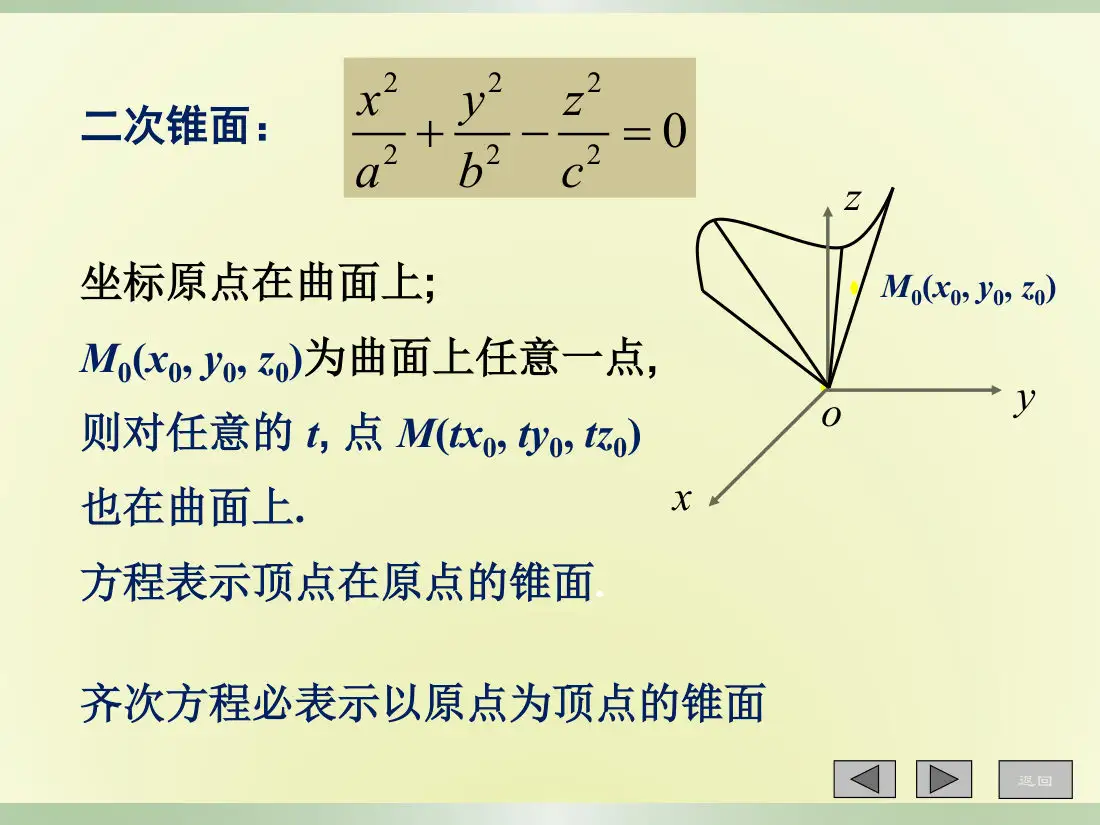 二次锥面：
x²/a² + y²/b² − z²/c² = 0
坐标原点在曲面上;
M₀(x₀, y₀, z₀)为曲面上任意一点,
则对任意的 t, 点 M(tx₀, ty₀, tz₀)
也在曲面上.
方程表示顶点在原点的锥面.
齐次方程必表示以原点为顶点的锥面
z
M₀(x₀, y₀, z₀)
y
o
x
返回